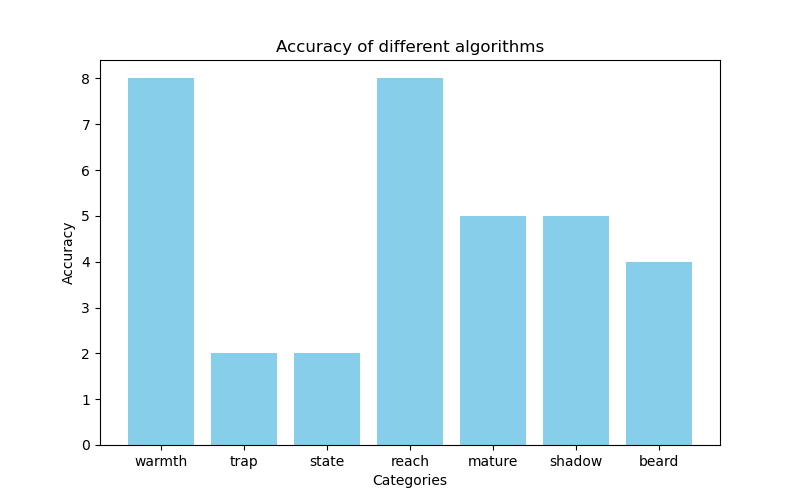 Accuracy of different algorithms
Accuracy
8
7
6
5
4
3
2
1
0
warmth trap state reach mature shadow beard
Categories